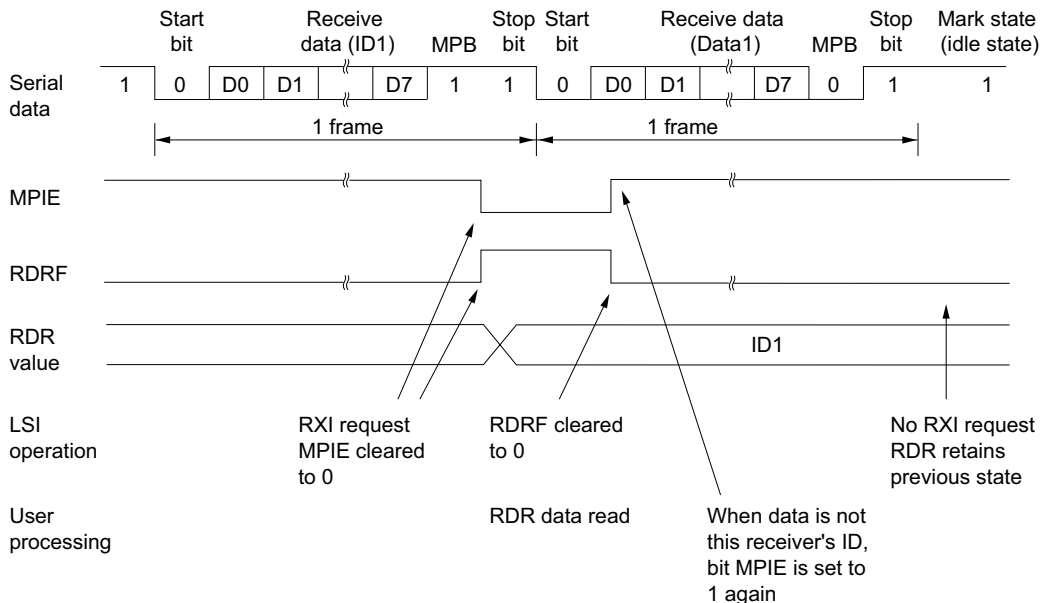 Start bit
Receive data (ID1)
MPB
Stop bit
Start bit
Receive data (Data1)
MPB
Stop bit
Mark state (idle state)
Serial data
1 0 D0 D1 D7 1 1 0 D0 D1 D7 0 1 1
1 frame
1 frame
MPIE
RDRF
RDR value
ID1
LSI operation
RXI request
MPIE cleared
to 0
RDRF cleared
to 0
No RXI request
RDR retains
previous state
User processing
RDR data read
When data is not
this receiver's ID,
bit MPIE is set to
1 again